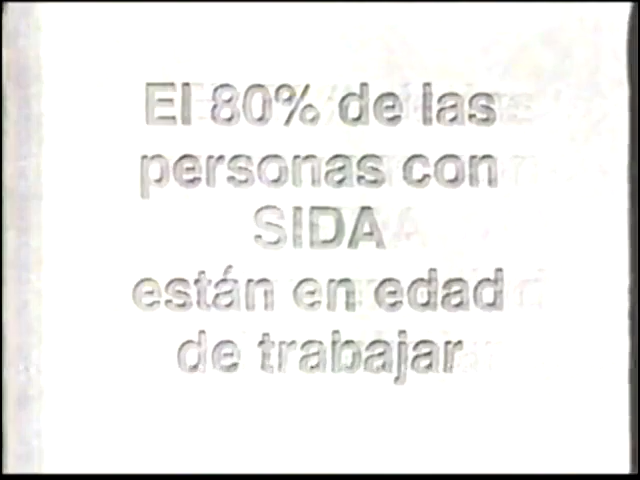 El 80% de las
personas con
SIDA
están en edad
de trabajar